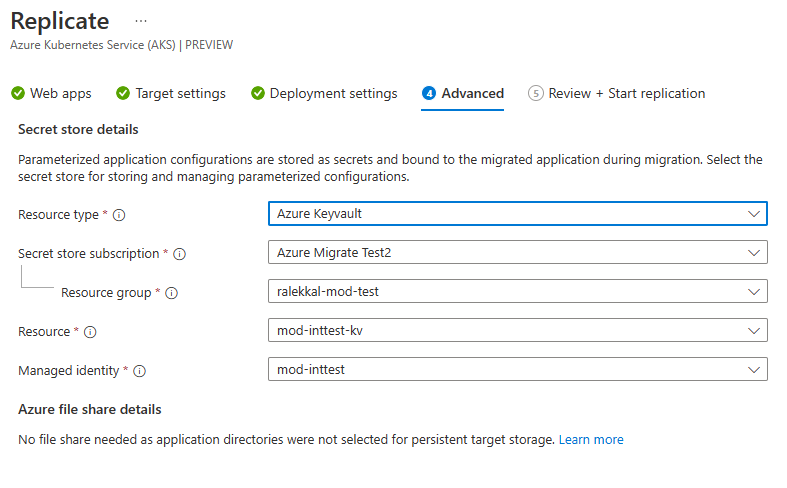 Replicate ...
Azure Kubernetes Service (AKS) | PREVIEW
Web apps Target settings Deployment settings 4 Advanced 5 Review + Start replication
Secret store details
Parameterized application configurations are stored as secrets and bound to the migrated application during migration. Select the
secret store for storing and managing parameterized configurations.
Resource type * Azure Keyvault
Secret store subscription * Azure Migrate Test2
Resource group * ralekkal-mod-test
Resource * mod-inttest-kv
Managed identity * mod-inttest
Azure file share details
No file share needed as application directories were not selected for persistent target storage. Learn more